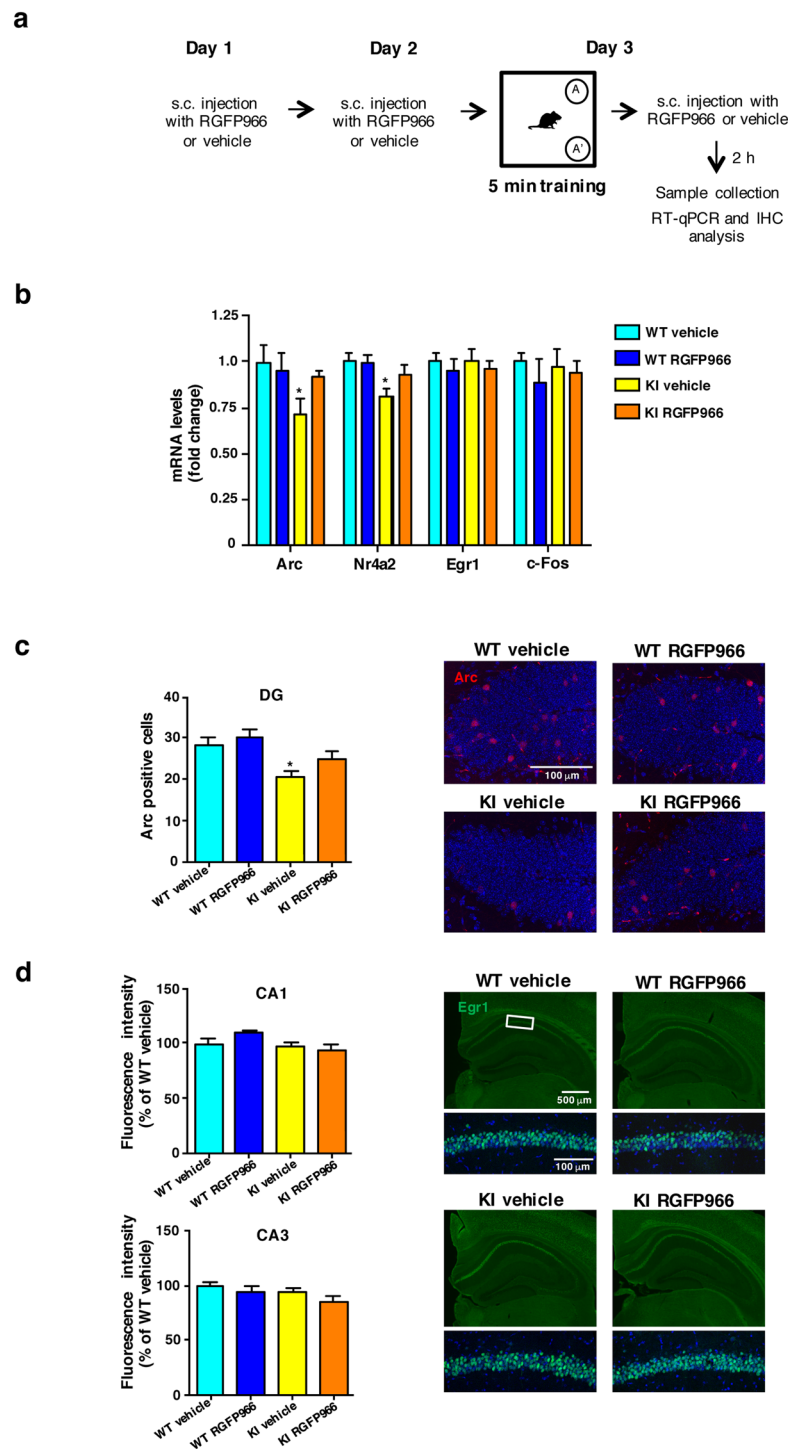 a
Day 1
Day 2
Day 3
s.c. injection
with RGFP966
or vehicle
s.c. injection
with RGFP966
or vehicle
A
A'
5 min training
s.c. injection with
RGFP966 or vehicle
2 h
Sample collection
RT-qPCR and IHC
analysis
b
mRNA levels
(fold change)
1.25
1.0
0.75
0.50
0.25
0
*
*
Arc
Nr4a2
Egr1
c-Fos
WT vehicle
WT RGFP966
KI vehicle
KI RGFP966
c
DG
Arc positive cells
40
30
20
10
0
*
WT vehicle
WT RGFP966
KI vehicle
KI RGFP966
WT vehicle
WT RGFP966
Arc
100 µm
KI vehicle
KI RGFP966
d
CA1
Fluorescence intensity
(% of WT vehicle)
150
100
50
0
WT vehicle
WT RGFP966
KI vehicle
KI RGFP966
CA3
Fluorescence intensity
(% of WT vehicle)
150
100
50
0
WT vehicle
WT RGFP966
KI vehicle
KI RGFP966
WT vehicle
WT RGFP966
Egr1
500 µm
100 µm
KI vehicle
KI RGFP966